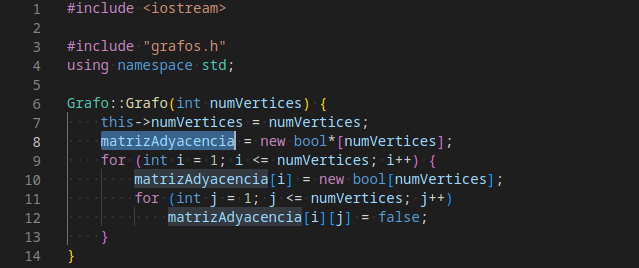 1 #include <iostream>
2
3 #include "grafos.h"
4 using namespace std;
5
6 Grafo::Grafo(int numVertices) {
7     this->numVertices = numVertices;
8     matrizAdyacencia = new bool*[numVertices];
9     for (int i = 1; i <= numVertices; i++) {
10         matrizAdyacencia[i] = new bool[numVertices];
11         for (int j = 1; j <= numVertices; j++)
12             matrizAdyacencia[i][j] = false;
13     }
14 }